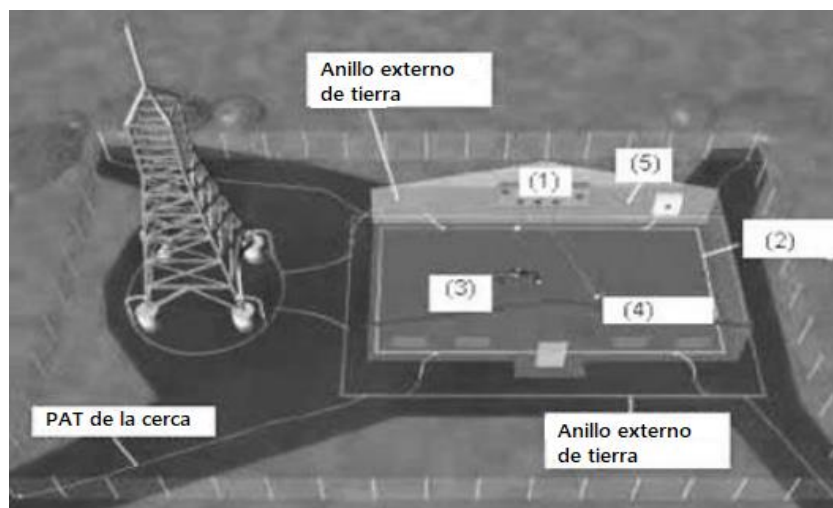 Anillo externo
de tierra
(1)
(5)
(2)
(3)
(4)
PAT de la cerca
Anillo externo
de tierra